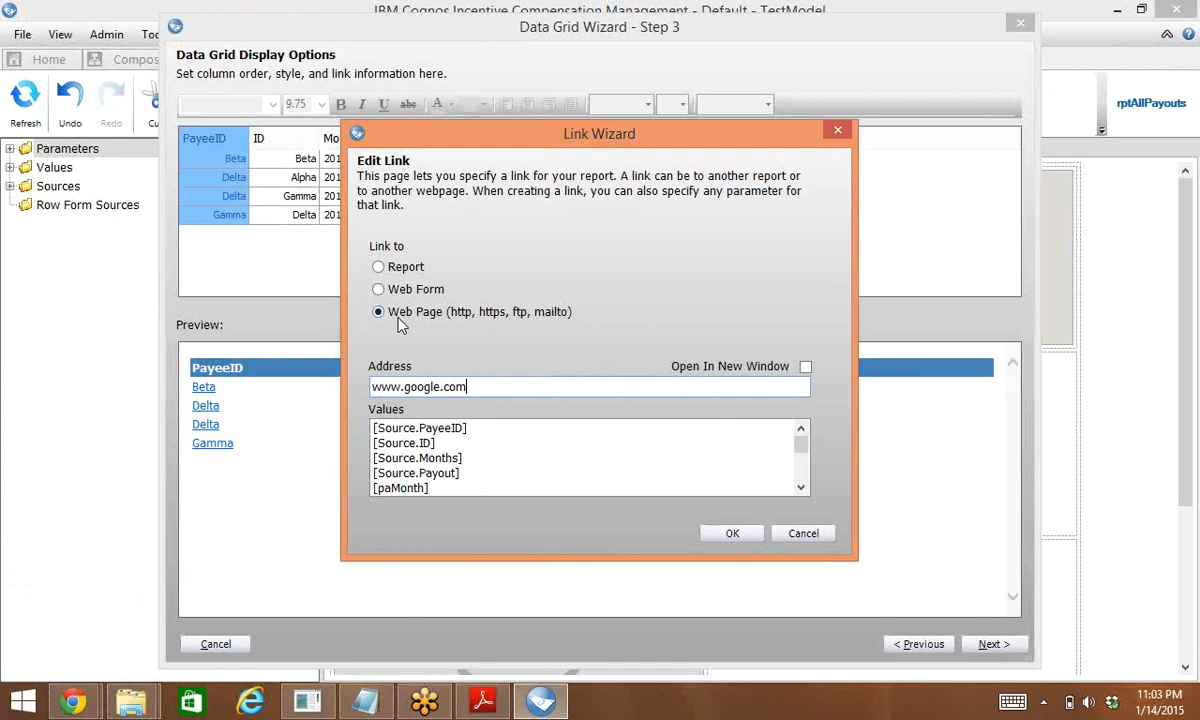 IBM Cognos Incentive Compensation Management - Default - TestModel
File View Admin
Home
Refresh Undo Redo
rptAllPayouts
Parameters
Values
Sources
Row Form Sources
Data Grid Wizard - Step 3
Data Grid Display Options
Set column order, style, and link information here.
9.75 B I U abc A
PayeeID ID
Beta Beta
Delta Alpha
Delta Gamma
Gamma Delta
Preview:
PayeeID
Beta
Delta
Delta
Gamma
Cancel < Previous Next >
Link Wizard
Edit Link
This page lets you specify a link for your report. A link can be to another report or
to another webpage. When creating a link, you can also specify any parameter for
that link.
Link to
Report
Web Form
Web Page (http, https, ftp, mailto)
Address Open In New Window
www.google.com
Values
[Source.PayeeID]
[Source.ID]
[Source.Months]
[Source.Payout]
[paMonth]
OK Cancel
11:03 PM
1/14/2015